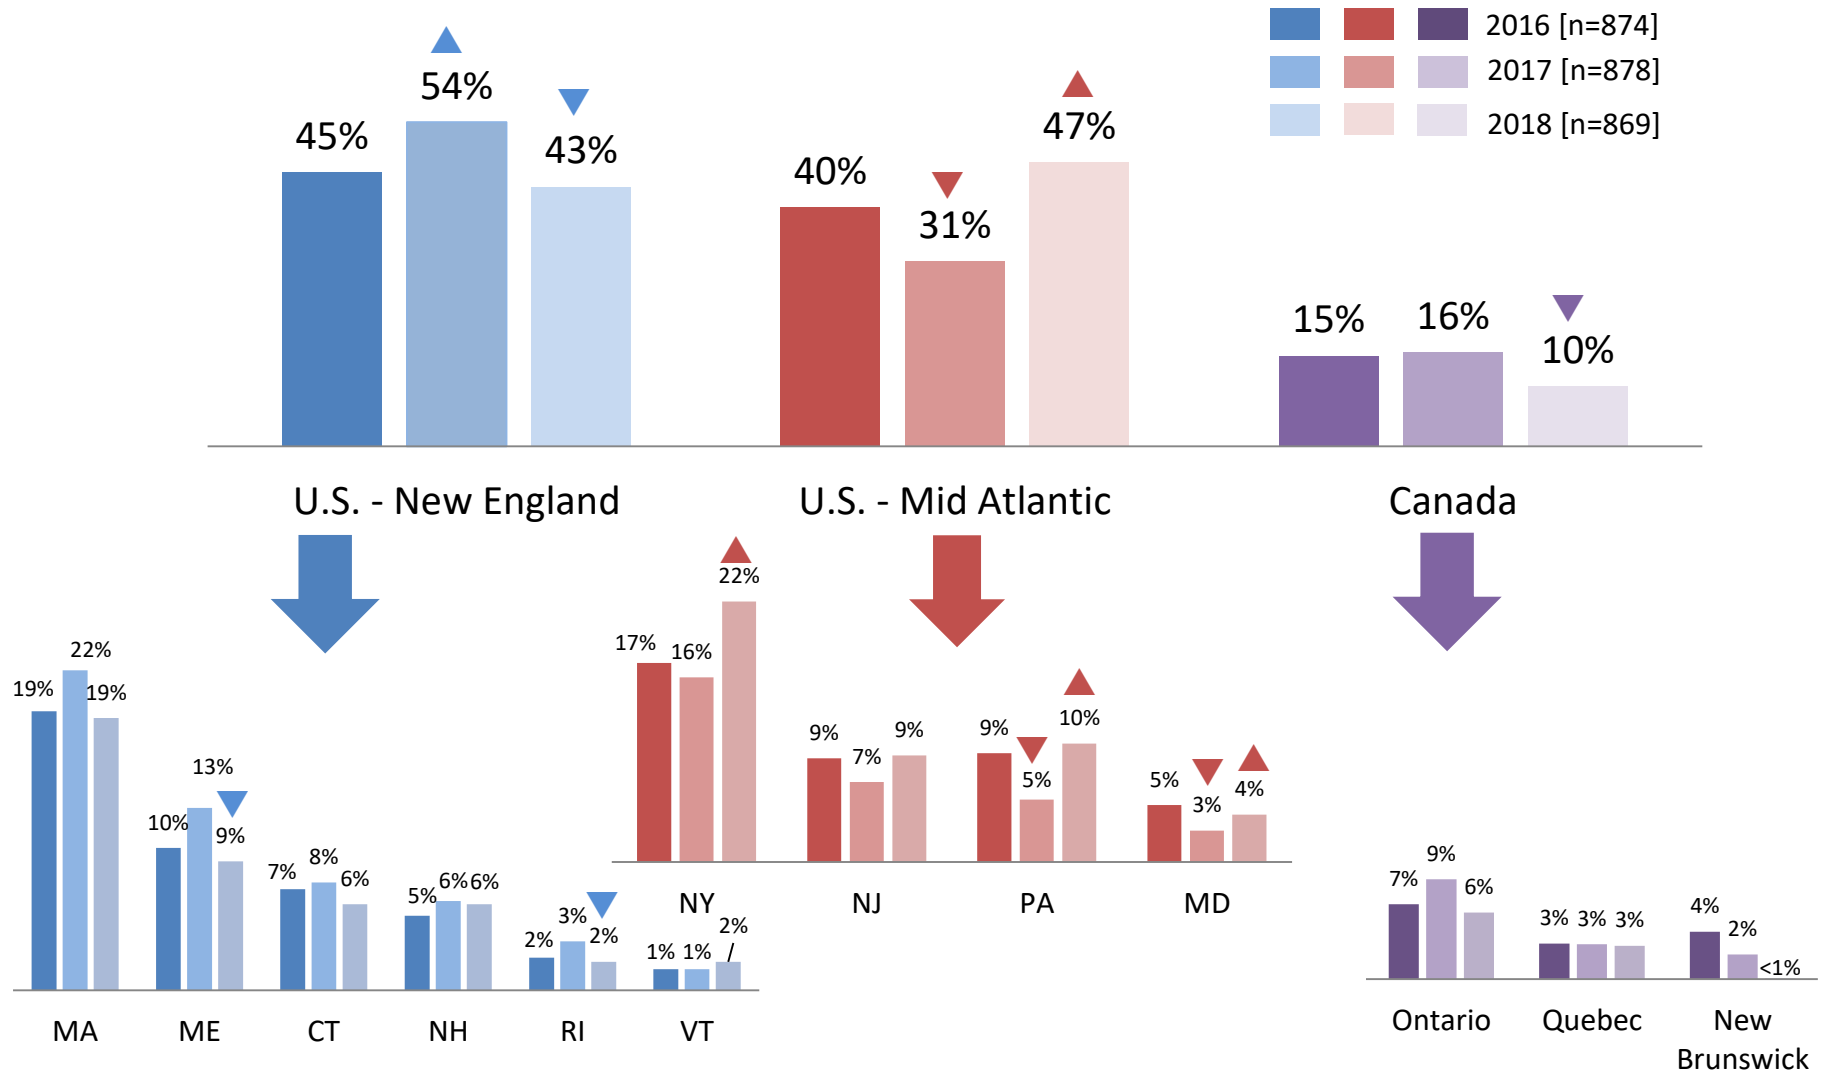 2016 [n=874]
2017 [n=878]
2018 [n=869]
45%
54%
43%
40%
31%
47%
15%
16%
10%
U.S. - New England
U.S. - Mid Atlantic
Canada
19%
22%
19%
10%
13%
9%
7%
8%
6%
5%
6%
6%
2%
3%
2%
1%
1%
2%
MA
ME
CT
NH
RI
VT
17%
16%
22%
9%
7%
9%
9%
5%
10%
5%
3%
4%
NY
NJ
PA
MD
7%
9%
6%
3%
3%
3%
4%
2%
<1%
Ontario
Quebec
New
Brunswick